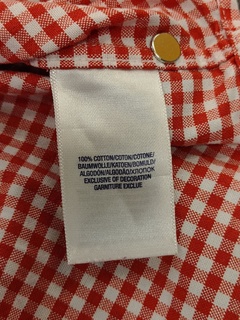 100% COTTON/COTON/COTONE/
BAUMWOLLE/KATOEN/BOMULD/
ALGODÓN/ALGODÃO/ХЛОПОК
EXCLUSIVE OF DECORATION
GARNITURE EXCLUE